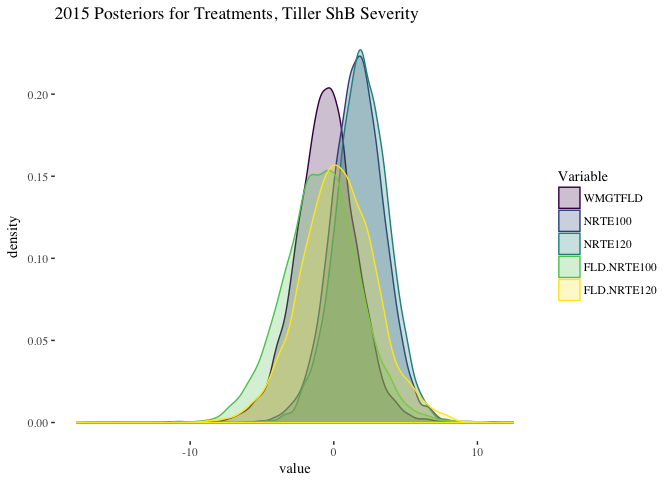 2015 Posteriors for Treatments, Tiller ShB Severity
0.20
0.15
0.10
0.05
0.00
density
-10
0
10
value
Variable
WMGTFLD
NRTE100
NRTE120
FLD.NRTE100
FLD.NRTE120